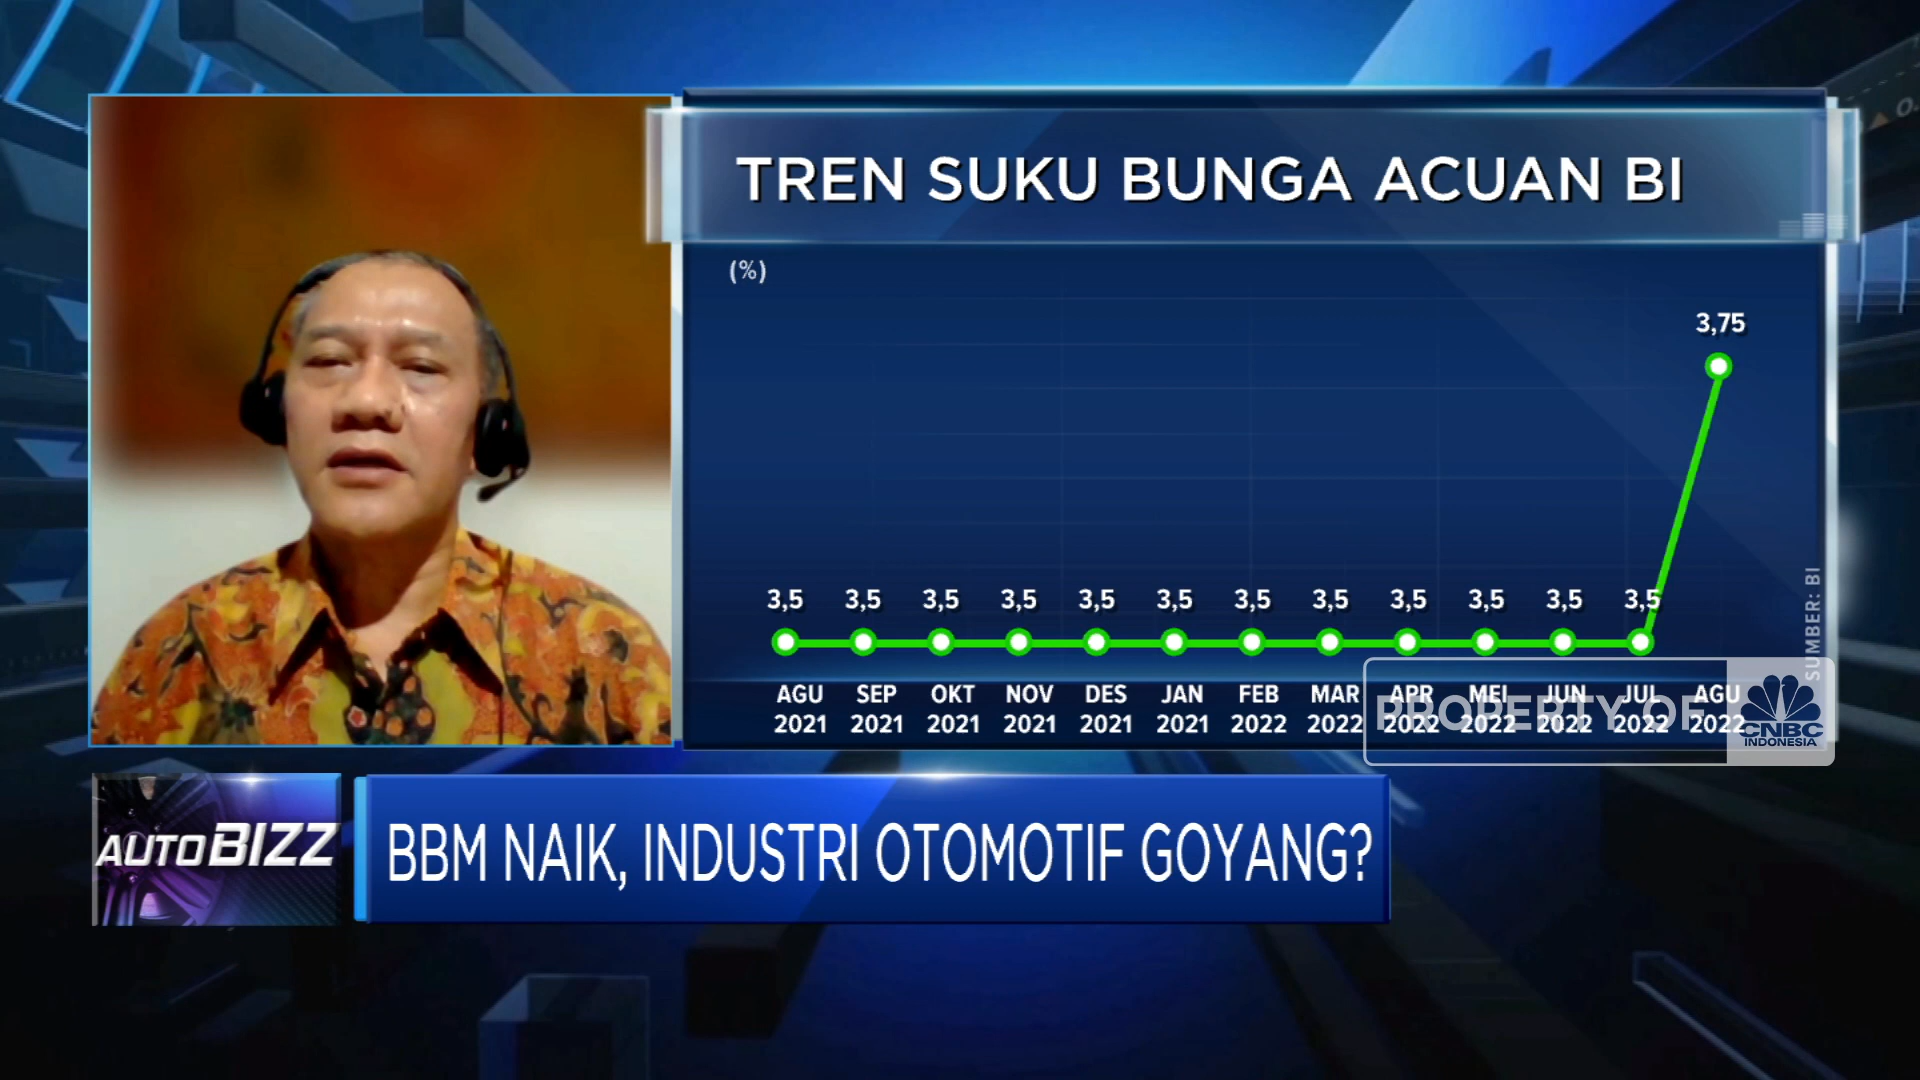 TREN SUKU BUNGA ACUAN BI
(%)
3,75
3,5 3,5 3,5 3,5 3,5 3,5 3,5 3,5 3,5 3,5 3,5 3,5
AGU SEP OKT NOV DES JAN FEB MAR APR MEI JUN JUL AGU
2021 2021 2021 2021 2021 2021 2022 2022 2022 2022 2022 2022 2022
SUMBER: BI
PROPERTY OF
CNBC
INDONESIA
AUTOBIZZ
BBM NAIK, INDUSTRI OTOMOTIF GOYANG?